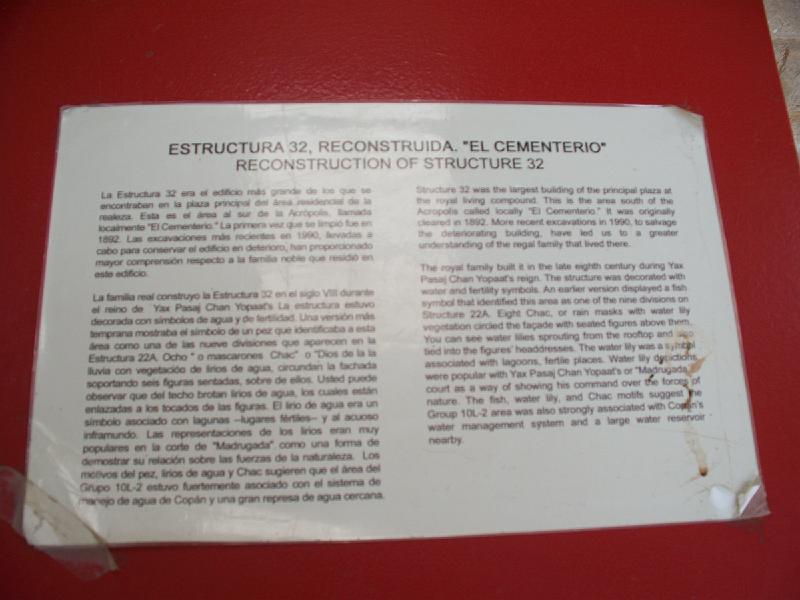 ESTRUCTURA 32, RECONSTRUIDA. "EL CEMENTERIO"
RECONSTRUCTION OF STRUCTURE 32
La Estructura 32 era el edificio más grande de los que se
encontraban en la plaza principal del área residencial de la
realeza. Esta es el área al sur de la Acrópolis, llamada
localmente "El Cementerio." La primera vez que se limpió fue en
1892. Las excavaciones más recientes en 1990, llevadas a
cabo para conservar el edificio en deterioro, han proporcionado
mayor comprensión respecto a la familia noble que residió en
este edificio.
La familia real construyo la Estructura 32 en el siglo VIII durante
el reino de Yax Pasaj Chan Yopaat's La estructura estuvo
decorada con símbolos de agua y de fertilidad. Una versión más
temprana mostraba el símbolo de un pez que identificaba a esta
área como una de las nueve divisiones que aparecen en la
Estructura 22A. Ocho " o mascarones Chac" o "Dios de la la
lluvia con vegetación de lirios de agua, circundan la fachada
soportando seis figuras sentadas, sobre de ellos. Usted puede
observar que del techo brotan lirios de agua, los cuales están
enlazados a los tocados de las figuras. El lirio de agua era un
símbolo asociado con lagunas –lugares fértiles– y al acuoso
inframundo. Las representaciones de los lirios eran muy
populares en la corte de "Madrugada" como una forma de
demostrar su relación sobre las fuerzas de la naturaleza. Los
motivos del pez, lirios de agua y Chac sugieren que el área del
Grupo 10L-2 estuvo fuertemente asociado con el sistema de
manejo de agua de Copán y una gran represa de agua cercana.
Structure 32 was the largest building of the principal plaza at
the royal living compound. This is the area south of the
Acropolis called locally "El Cementerio." It was originally
cleared in 1892. More recent excavations in 1990, to salvage
the deteriorating building, have led us to a greater
understanding of the regal family that lived there.
The royal family built it in the late eighth century during Yax
Pasaj Chan Yopaat's reign. The structure was decorated with
water and fertility symbols. An earlier version displayed a fish
symbol that identified this area as one of the nine divisions on
Structure 22A. Eight Chac, or rain masks with water lily
vegetation circled the façade with seated figures above them.
You can see water lilies sprouting from the rooftop and also
tied into the figures' headdresses. The water lily was a symbol
associated with lagoons, fertile places. Water lily depictions
were popular with Yax Pasaj Chan Yopaat's or "Madrugada"
court as a way of showing his command over the forces of
nature. The fish, water lily, and Chac motifs suggest the
Group 10L-2 area was also strongly associated with Copán's
water management system and a large water reservoir
nearby.